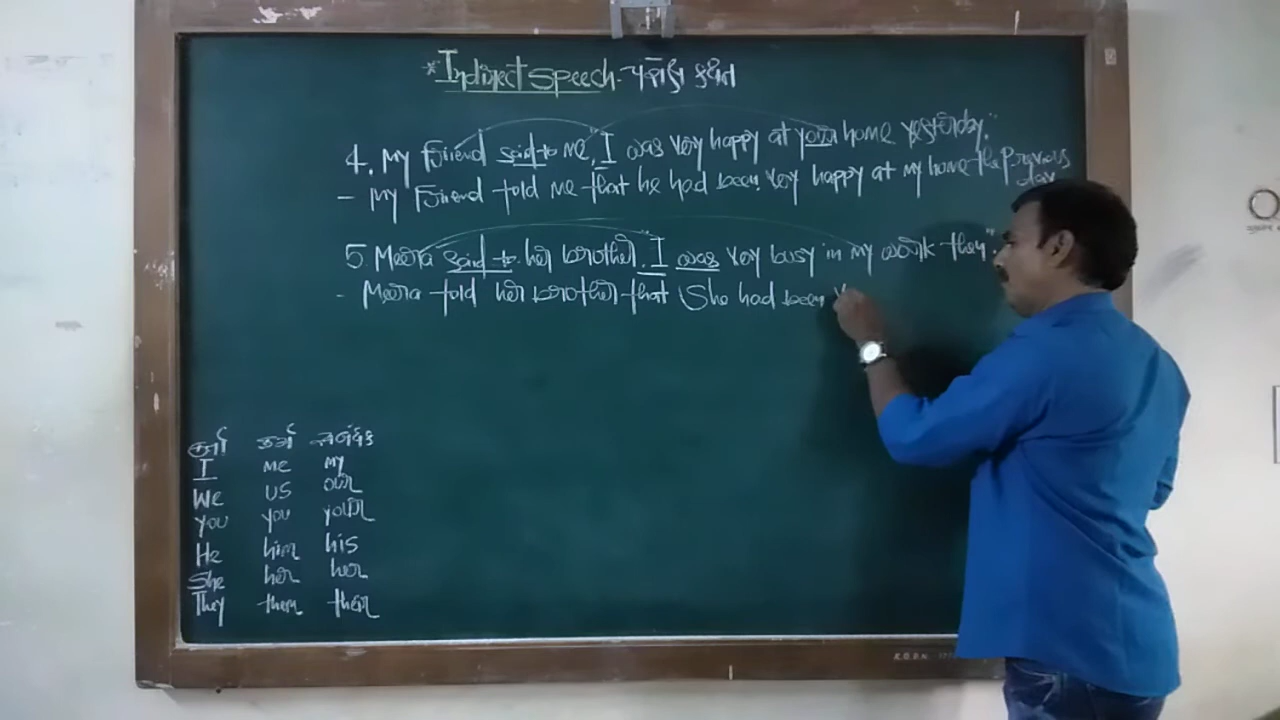 *Indirect Speech - પરોક્ષ કથન
4. My friend said to me, I was very happy at your home yesterday."
- My friend told me that he had been very happy at my home the previous day
5. Meera said to her brother, I was very busy in my work then".
- Meera told her brother that She had been
કર્તા કર્મ સંબંધક
I me my
We us our
you you your
He him his
She her her
They them their